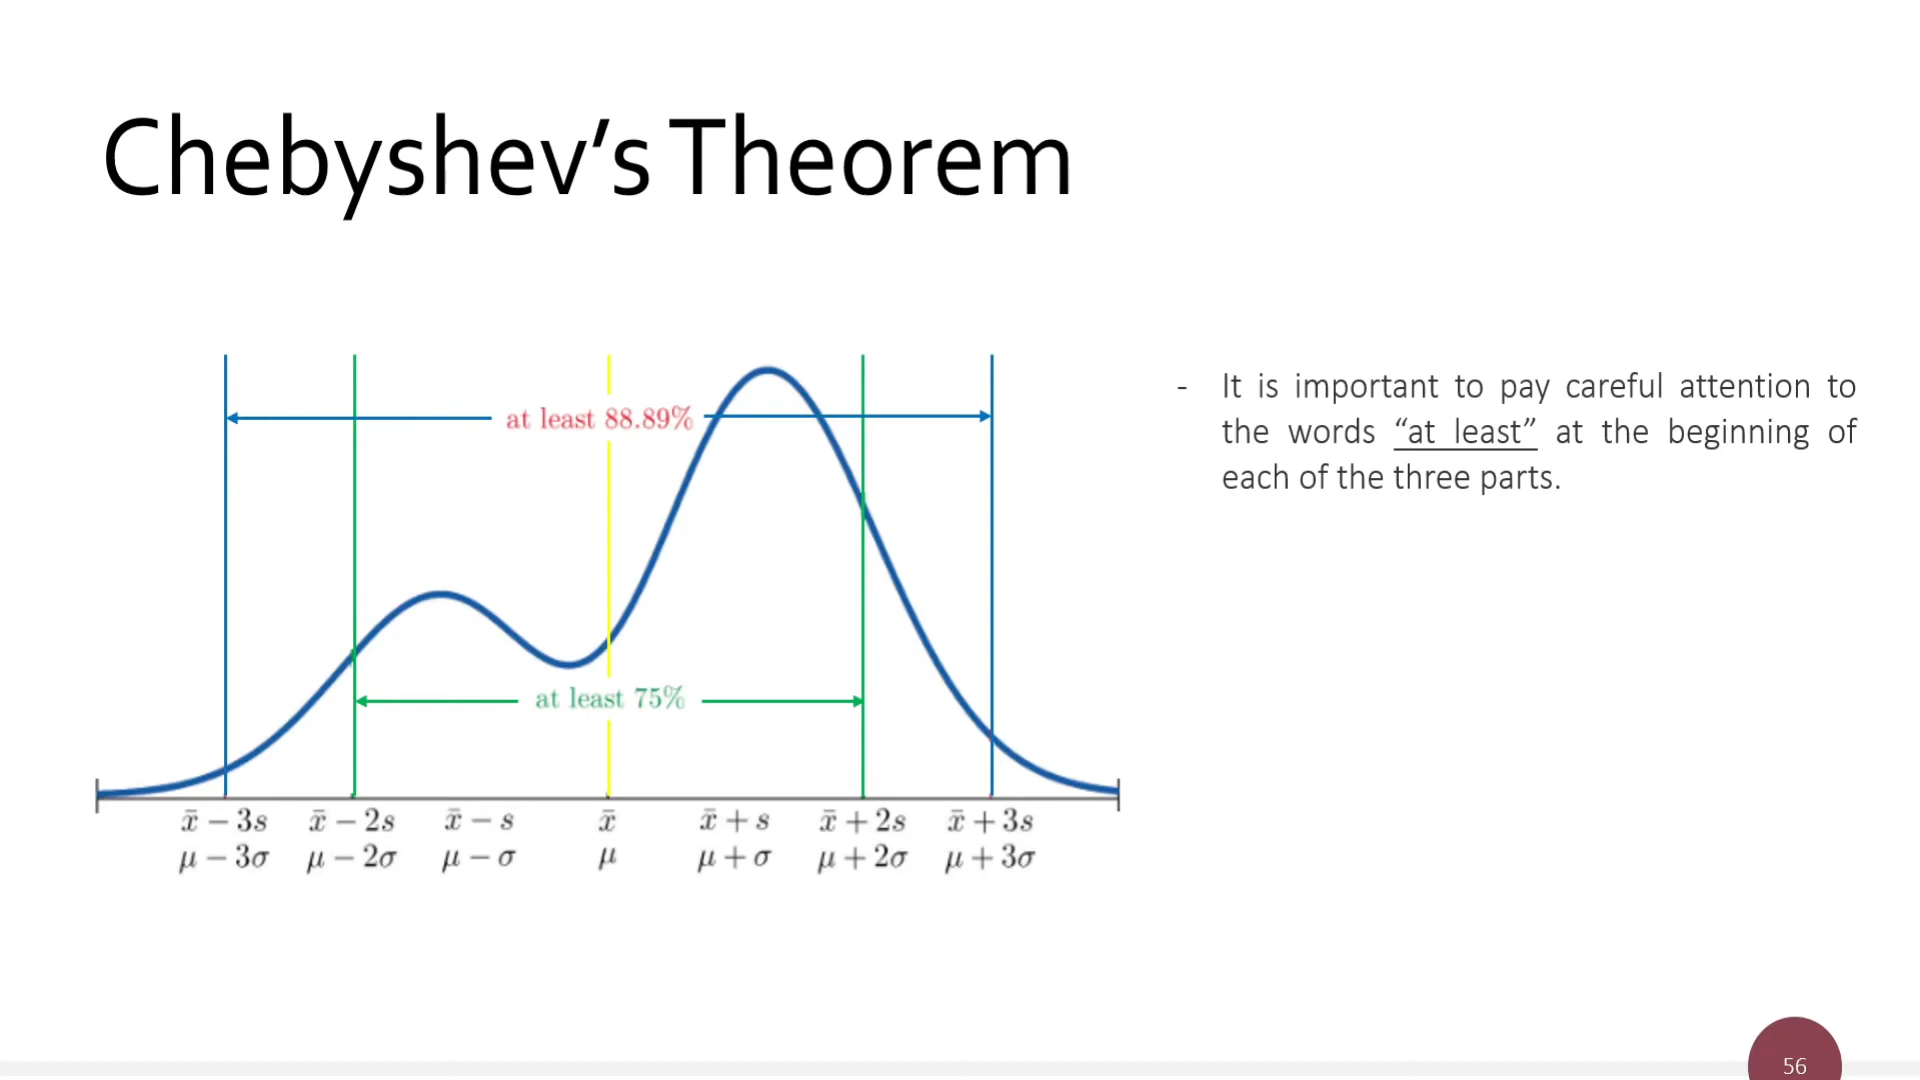 Chebyshev’s Theorem
at least 88.89%
at least 75%
x̄ − 3s x̄ − 2s x̄ − s x̄ x̄ + s x̄ + 2s x̄ + 3s
μ − 3σ μ − 2σ μ − σ μ μ + σ μ + 2σ μ + 3σ
- It is important to pay careful attention to
the words “at least” at the beginning of
each of the three parts.
56